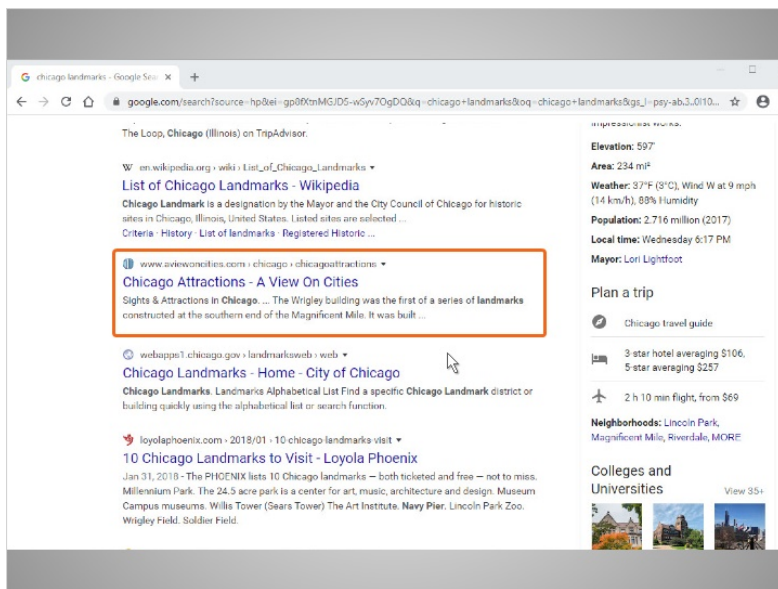 chicago landmarks - Google Sear
google.com/search?source=hp&ei=gp8fXtnMGJDS-wSyv7OgDQ&q=chicago+landmarks&oq=chicago+landmarks&gs_l=psy-ab.3..0l10...
The Loop, Chicago (Illinois) on TripAdvisor.
W en.wikipedia.org › wiki › List_of_Chicago_Landmarks
List of Chicago Landmarks - Wikipedia
Chicago Landmark is a designation by the Mayor and the City Council of Chicago for historic
sites in Chicago, Illinois, United States. Listed sites are selected ...
Criteria · History · List of landmarks · Registered Historic ...
www.aviewoncities.com › chicago › chicagoattractions
Chicago Attractions - A View On Cities
Sights & Attractions in Chicago. ... The Wrigley building was the first of a series of landmarks
constructed at the southern end of the Magnificent Mile. It was built ...
webapps1.chicago.gov › landmarksweb › web
Chicago Landmarks - Home - City of Chicago
Chicago Landmarks. Landmarks Alphabetical List Find a specific Chicago Landmark district or
building quickly using the alphabetical list or search function.
loyolaphoenix.com › 2018/01 › 10-chicago-landmarks-visit
10 Chicago Landmarks to Visit - Loyola Phoenix
Jan 31, 2018 - The PHOENIX lists 10 Chicago landmarks — both ticketed and free — not to miss.
Millennium Park. The 24.5 acre park is a center for art, music, architecture and design. Museum
Campus museums. Willis Tower (Sears Tower) The Art Institute. Navy Pier. Lincoln Park Zoo.
Wrigley Field. Soldier Field.
Impressionist works.
Elevation: 597'
Area: 234 mi²
Weather: 37°F (3°C), Wind W at 9 mph
(14 km/h), 88% Humidity
Population: 2.716 million (2017)
Local time: Wednesday 6:17 PM
Mayor: Lori Lightfoot
Plan a trip
Chicago travel guide
3-star hotel averaging $106,
5-star averaging $257
2 h 10 min flight, from $69
Neighborhoods: Lincoln Park,
Magnificent Mile, Riverdale, MORE
Colleges and
Universities
View 35+